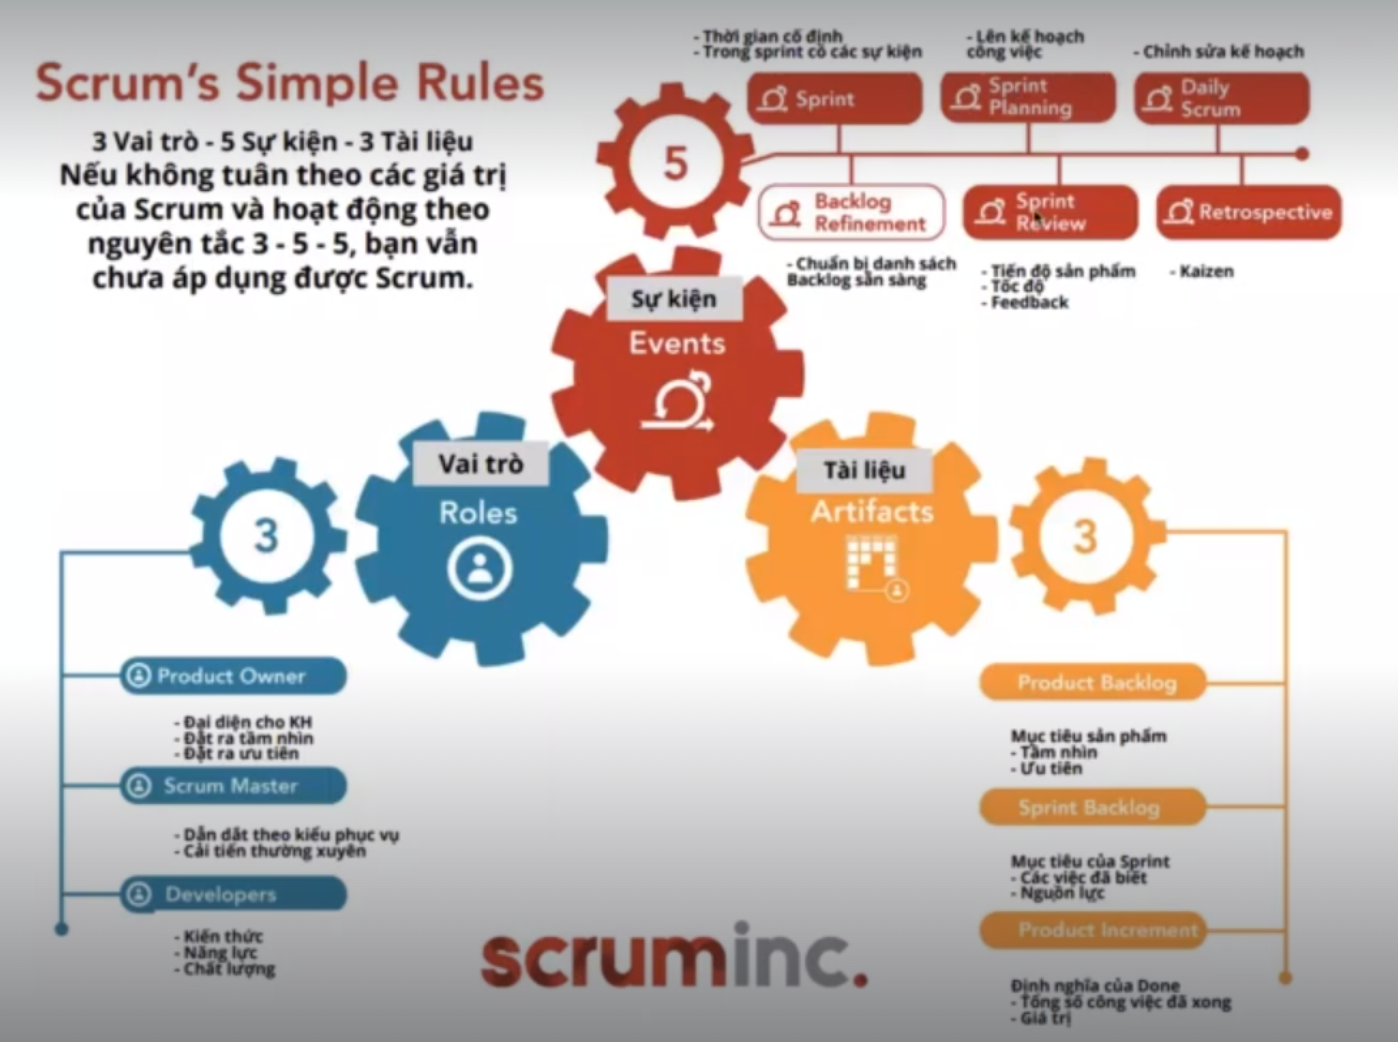 Scrum's Simple Rules
3 Vai trò - 5 Sự kiện - 3 Tài liệu
Nếu không tuân theo các giá trị
của Scrum và hoạt động theo
nguyên tắc 3 - 5 - 5, bạn vẫn
chưa áp dụng được Scrum.
5
- Thời gian cố định
- Trong sprint có các sự kiện
Sprint
- Lên kế hoạch
công việc
Sprint
Planning
- Chỉnh sửa kế hoạch
Daily
Scrum
Backlog
Refinement
- Chuẩn bị danh sách
Backlog sẵn sàng
Sprint
Review
- Tiến độ sản phẩm
- Tốc độ
- Feedback
Retrospective
- Kaizen
Sự kiện
Events
Vai trò
Roles
3
Product Owner
- Đại diện cho KH
- Đặt ra tầm nhìn
- Đặt ra ưu tiên
Scrum Master
- Dẫn dắt theo kiểu phục vụ
- Cải tiến thường xuyên
Developers
- Kiến thức
- Năng lực
- Chất lượng
Tài liệu
Artifacts
3
Product Backlog
Mục tiêu sản phẩm
- Tầm nhìn
- Ưu tiên
Sprint Backlog
Mục tiêu của Sprint
- Các việc đã biết
- Nguồn lực
Product Increment
Định nghĩa của Done
- Tổng số công việc đã xong
- Giá trị
scruminc.